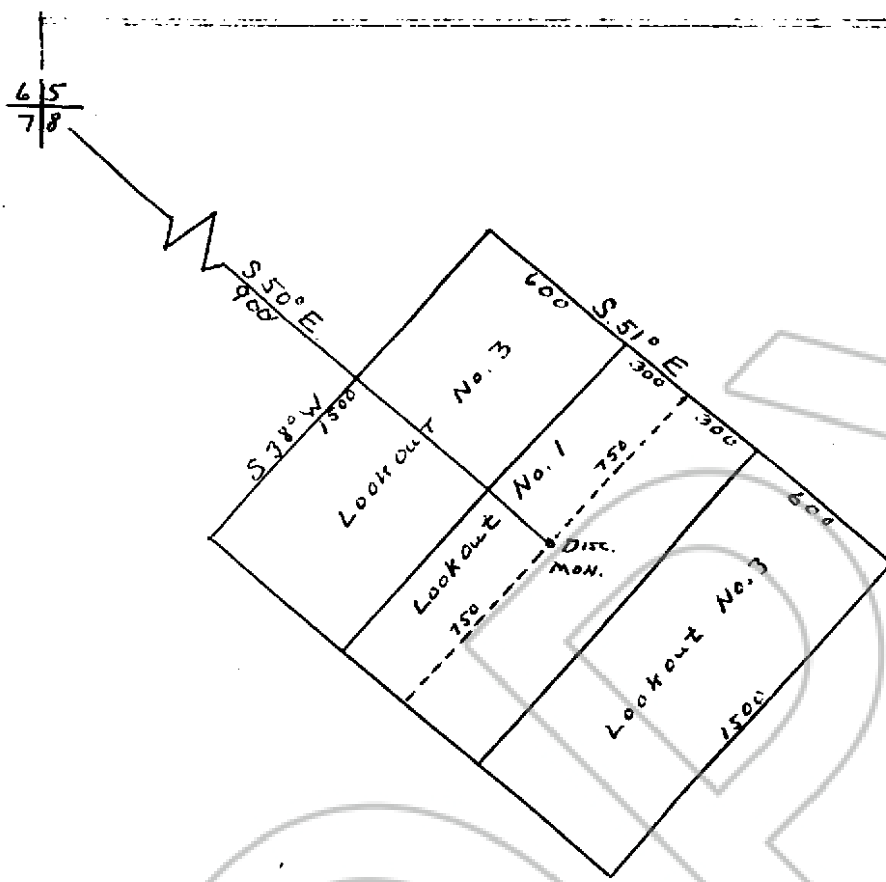 6 5
7 8
S 50° E.
900
S 38° W
1500
600
S. 51° E
300
300
600
Lookout No. 3
Lookout No. 1
750
750
Disc.
Mon.
Lookout No. 3
1500